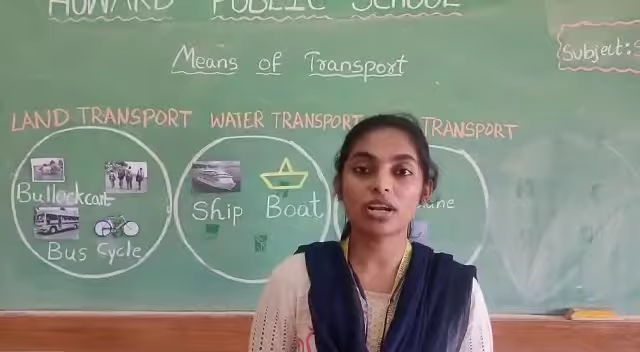 HOWARD PUBLIC SCHOOL
Means of Transport
Subject:
LAND TRANSPORT
WATER TRANSPORT
TRANSPORT
Bullockcart
Bus Cycle
Ship Boat